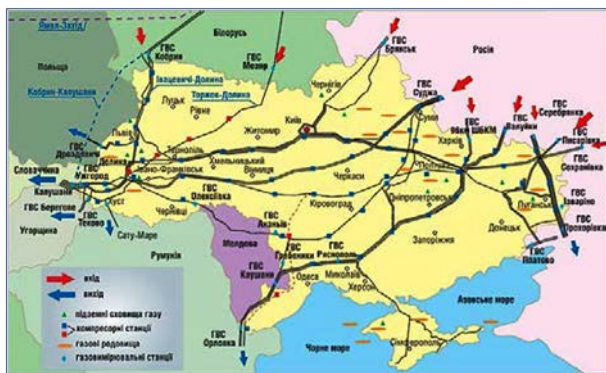 Ямал-Захід
Білорусь
ГВС
Кобрин
ГВС
Мозир
ГВС
Брянськ
Росія
Польща
Івацевичі-Долина
Торжок-Долина
Кобрин-Капушани
Чернігів
ГВС
Суджа
Луцьк
Рівне
Київ
Суми
ГВС
96км ШБКМ
ГВС
Валуйки
ГВС
Серебрянка
ГВС
Писарівка
Львів
Житомир
Харків
ГВС
Сохранівка
ГВС
Дроздовичі
Долина
Тернопіль
Полтава
ГВС
Ужгород
Івано-Франківськ
Хмельницький
Вінниця
Черкаси
Луганськ
Словаччина
Капушани
ГВС Берегове
Хуст
ГВС
Теково
Чернівці
ГВС
Олексіївка
Кіровоград
Дніпропетровськ
Донецьк
Угорщина
Сату-Маре
Молдова
ГВС
Ананьїв
Запоріжжя
ГВС
Платово
ГВС
Прохорівка
Румунія
ГВС
Гребеники
ГВС
Каушани
Одеса
Миколаїв
Херсон
Азовське море
ГВС
Орловка
Сімферополь
Чорне море
вхід
вихід
підземні сховища газу
компресорні станції
газові родовища
газовимірювальні станції